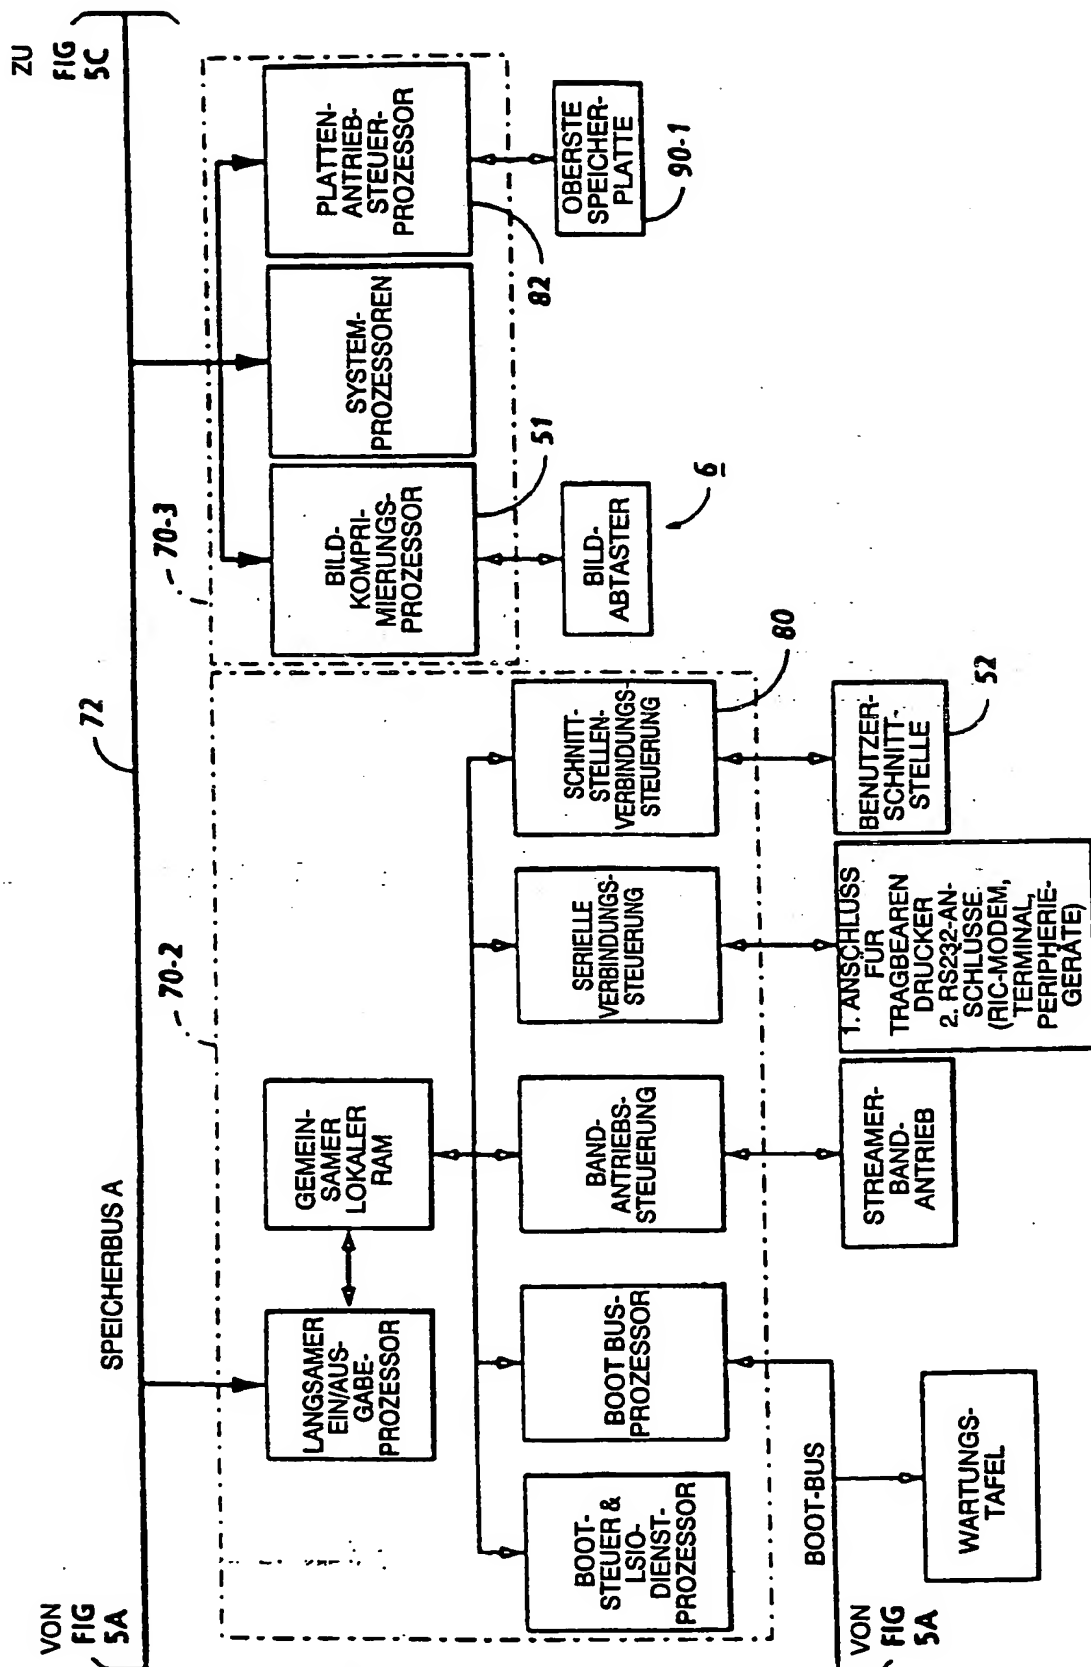 VON
FIG
5A
SPEICHERBUS A
72
ZU
FIG
5C
70-2
70-3
LANGSAMER
EIN/AUS-
GABE-
PROZESSOR
GEMEIN-
SAMER
LOKALER
RAM
BILD-
KOMPRI-
MIERUNGS-
PROZESSOR
SYSTEM-
PROZESSOREN
PLATTEN-
ANTRIEB-
STEUER-
PROZESSOR
51
82
BOOT-
STEUER &
LSIO-
DIENST-
PROZESSOR
BOOT BUS-
PROZESSOR
BAND-
ANTRIEBS-
STEUERUNG
SERIELLE
VERBINDUNGS-
STEUERUNG
SCHNITT-
STELLEN-
VERBINDUNGS-
STEUERUNG
80
BILD-
ABTASTER
6
OBERSTE
SPEICHER-
PLATTE
90-1
VON
FIG
5A
BOOT-BUS
WARTUNGS-
TAFEL
STREAMER-
BAND-
ANTRIEB
1. ANSCHLUSS
FÜR
TRAGBAREN
DRUCKER
2. RS232-AN-
SCHLÜSSE
(RIC-MODEM,
TERMINAL,
PERIPHERIE-
GERÄTE)
BENUTZER-
SCHNITT-
STELLE
52